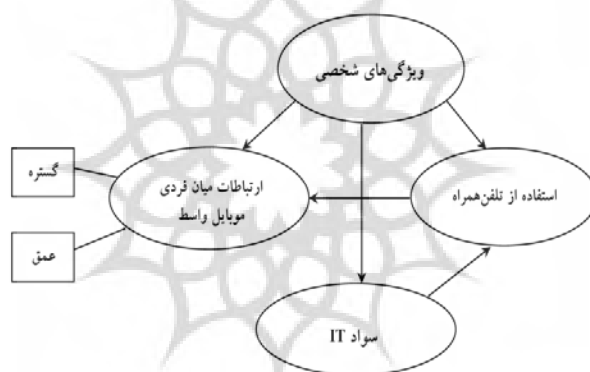 ویژگی‌های شخصی
گستره
ارتباطات میان فردی
موبایل واسط
استفاده از تلفن‌همراه
عمق
سواد IT